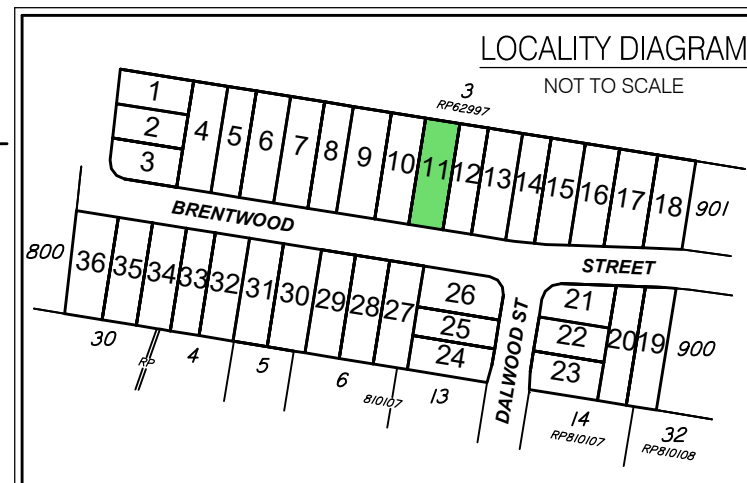 LOCALITY DIAGRAM
NOT TO SCALE
3
RP62997
1
2
3
4 5 6 7 8 9 10 11 12 13 14 15 16 17 18 901
BRENTWOOD STREET
800 36 35 34 33 32 31 30 29 28 27
26
25
24
DALWOOD ST
21
22
23
20 19 900
30
RP
4
5
6
810107
13
14
RP810107
32
RP810108